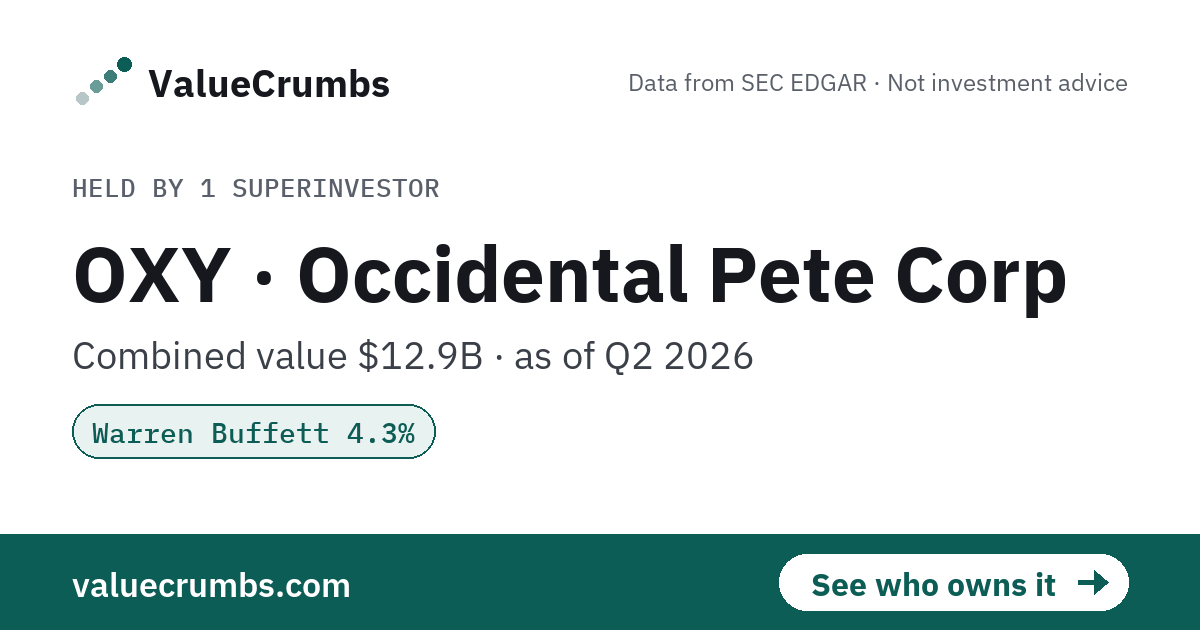 ValueCrumbs
Data from SEC EDGAR · Not investment advice
HELD BY 1 SUPERINVESTOR
OXY · Occidental Pete Corp
Combined value $12.9B · as of Q2 2026
Warren Buffett 4.3%
valuecrumbs.com
See who owns it →